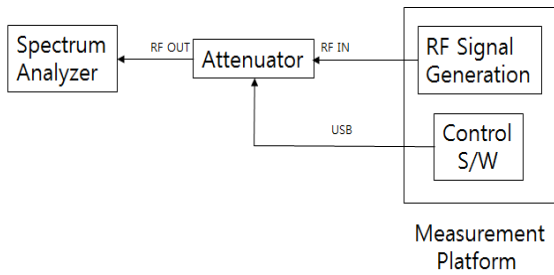 Spectrum
Analyzer
RF OUT
Attenuator
RF IN
RF Signal
Generation
USB
Control
S/W
Measurement
Platform